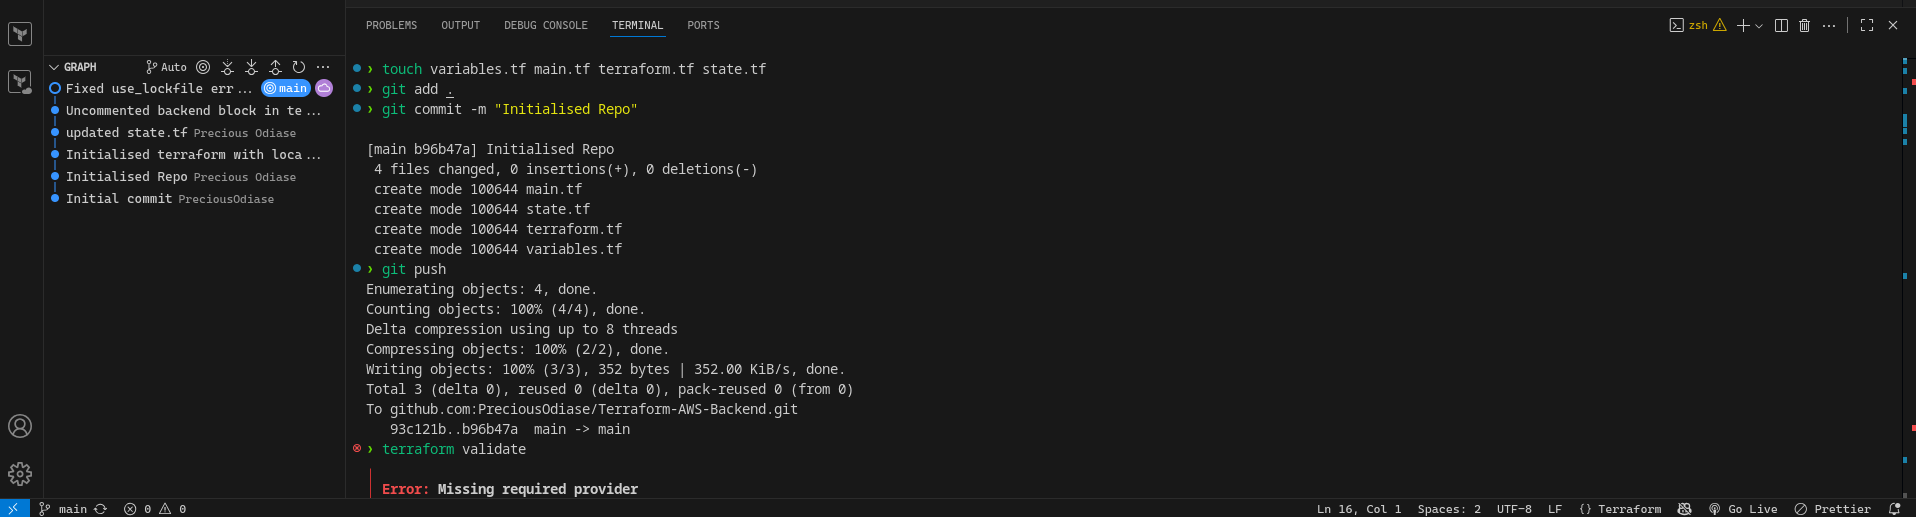 PROBLEMS OUTPUT DEBUG CONSOLE TERMINAL PORTS
zsh
GRAPH Auto
Fixed use_lockfile err... main
Uncommented backend block in te...
updated state.tf Precious Odiase
Initialised terraform with loca...
Initialised Repo Precious Odiase
Initial commit PreciousOdiase
› touch variables.tf main.tf terraform.tf state.tf
› git add .
› git commit -m "Initialised Repo"
[main b96b47a] Initialised Repo
4 files changed, 0 insertions(+), 0 deletions(-)
create mode 100644 main.tf
create mode 100644 state.tf
create mode 100644 terraform.tf
create mode 100644 variables.tf
› git push
Enumerating objects: 4, done.
Counting objects: 100% (4/4), done.
Delta compression using up to 8 threads
Compressing objects: 100% (2/2), done.
Writing objects: 100% (3/3), 352 bytes | 352.00 KiB/s, done.
Total 3 (delta 0), reused 0 (delta 0), pack-reused 0 (from 0)
To github.com:PreciousOdiase/Terraform-AWS-Backend.git
93c121b..b96b47a main -> main
› terraform validate
Error: Missing required provider
main 0 0 Ln 16, Col 1 Spaces: 2 UTF-8 LF {} Terraform Go Live Prettier